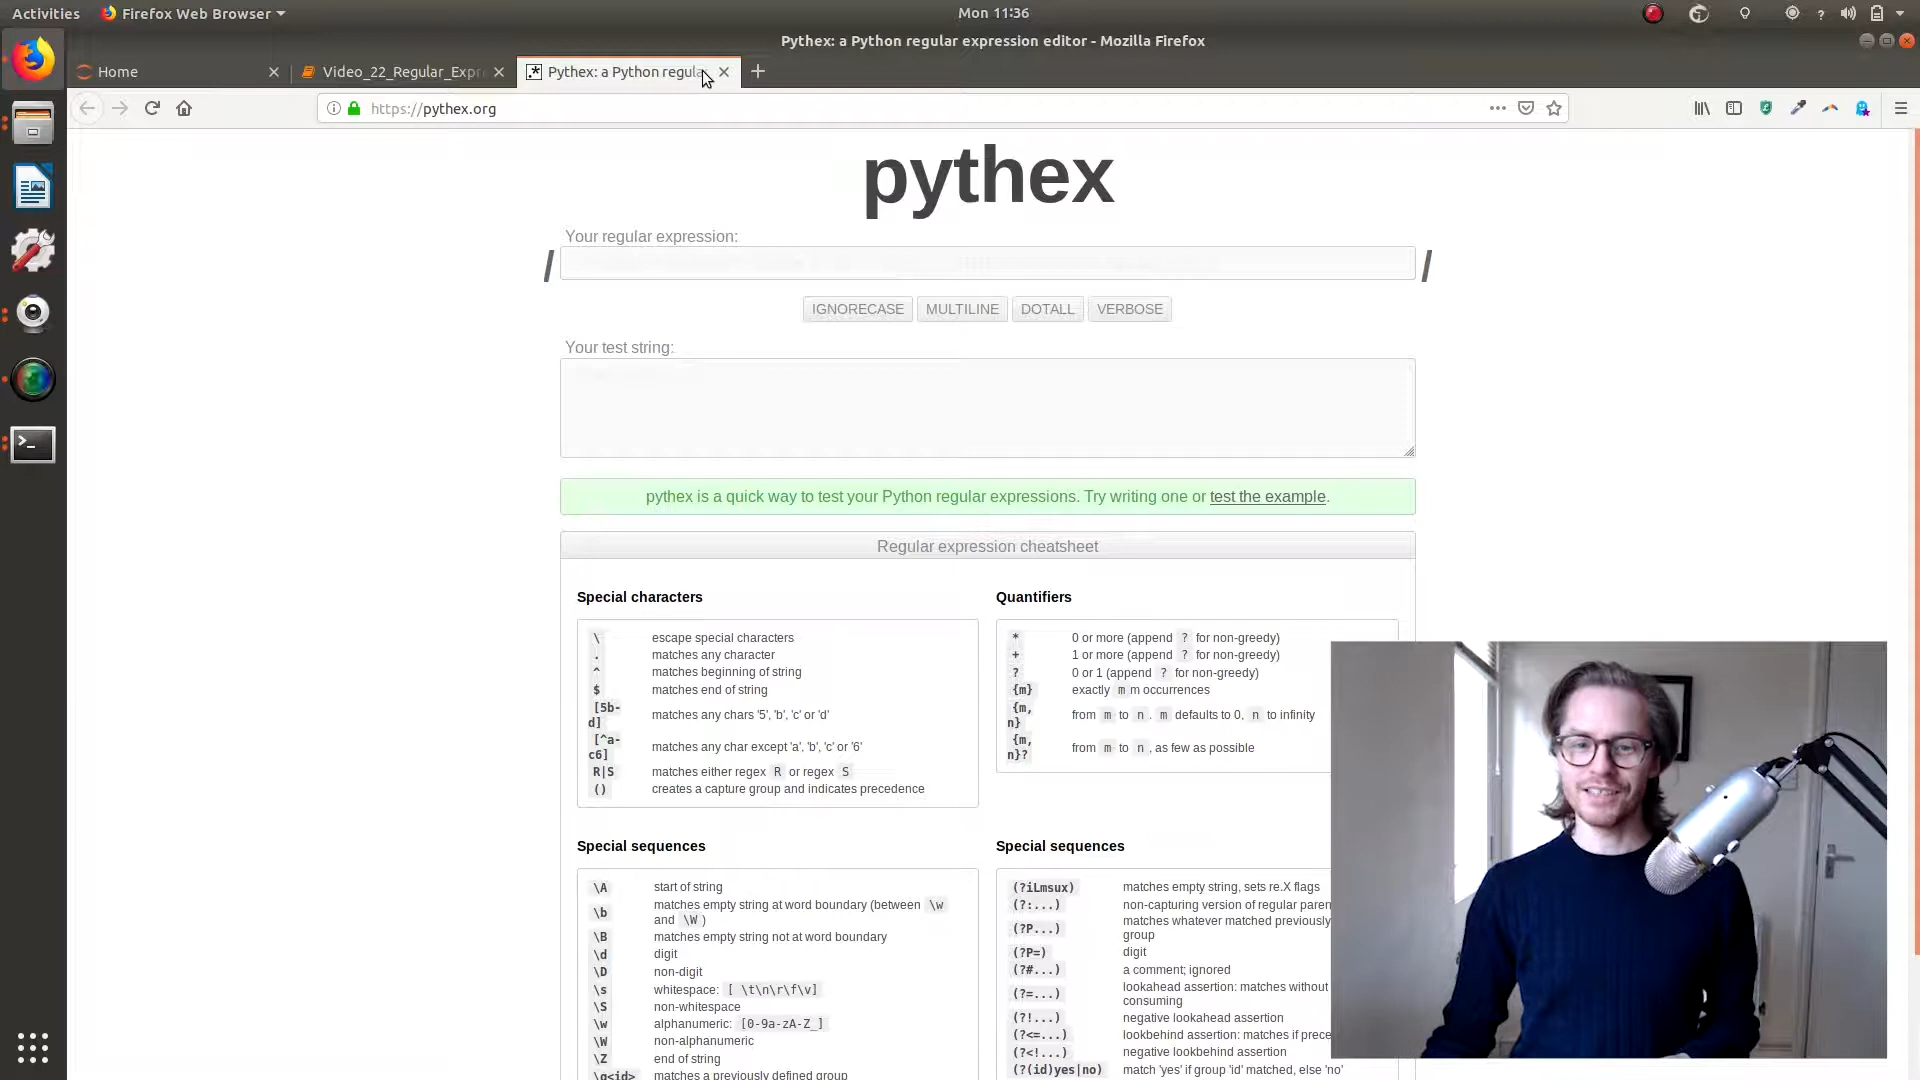 Activities
Firefox Web Browser
Mon 11:36
Pythex: a Python regular expression editor - Mozilla Firefox
Home
Video_22_Regular_Expr
Pythex: a Python regula
https://pythex.org
pythex
Your regular expression:
/ /
IGNORECASE MULTILINE DOTALL VERBOSE
Your test string:
pythex is a quick way to test your Python regular expressions. Try writing one or test the example.
Regular expression cheatsheet
Special characters
\ escape special characters
. matches any character
^ matches beginning of string
$ matches end of string
[5b-
d] matches any chars '5', 'b', 'c' or 'd'
[^a-
c6] matches any char except 'a', 'b', 'c' or '6'
R|S matches either regex R or regex S
() creates a capture group and indicates precedence
Quantifiers
* 0 or more (append ? for non-greedy)
+ 1 or more (append ? for non-greedy)
? 0 or 1 (append ? for non-greedy)
{m} exactly m m occurrences
{m,
n} from m to n. m defaults to 0, n to infinity
{m,
n}? from m to n, as few as possible
Special sequences
\A start of string
\b matches empty string at word boundary (between \w
and \W)
\B matches empty string not at word boundary
\d digit
\D non-digit
\s whitespace: [ \t\n\r\f\v]
\S non-whitespace
\w alphanumeric: [0-9a-zA-Z_]
\W non-alphanumeric
\Z end of string
\g<id> matches a previously defined group
Special sequences
(?iLmsux) matches empty string, sets re.X flags
(?:...) non-capturing version of regular paren
(?P...) matches whatever matched previously
group
(?P=) digit
(?#...) a comment; ignored
(?=...) lookahead assertion: matches without
consuming
(?!...) negative lookahead assertion
(?<=...) lookbehind assertion: matches if prece
(?<!...) negative lookbehind assertion
(?(id)yes|no) match 'yes' if group 'id' matched, else 'no'